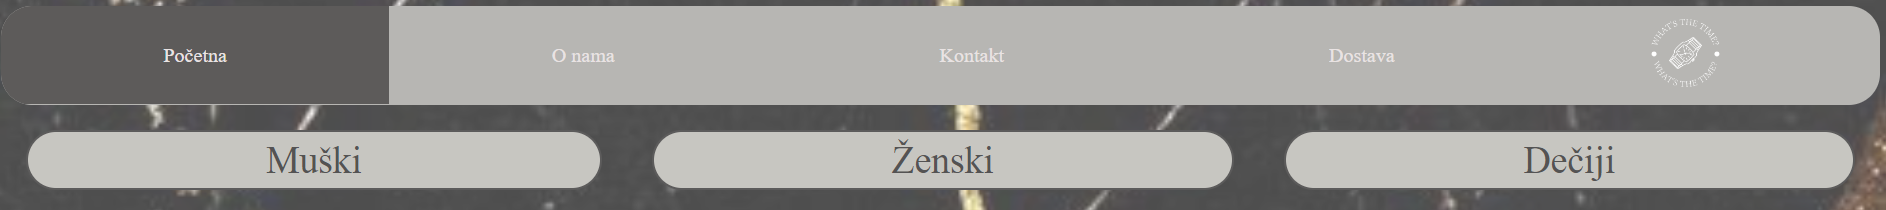 Početna
O nama
Kontakt
Dostava
WHAT'S THE TIME?
WHAT'S THE TIME?
Muški
Ženski
Dečiji